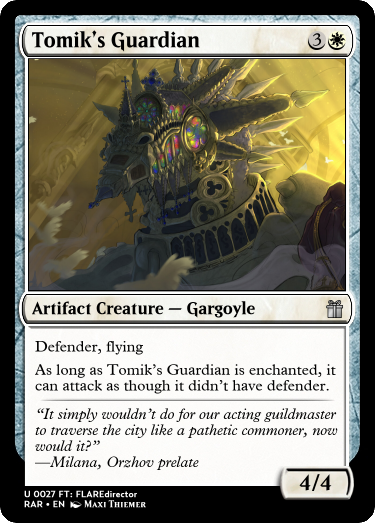 Tomik's Guardian 3
Artifact Creature — Gargoyle
Defender, flying
As long as Tomik's Guardian is enchanted, it
can attack as though it didn't have defender.
"It simply wouldn't do for our acting guildmaster
to traverse the city like a pathetic commoner, now
would it?"
—Milana, Orzhov prelate
4/4
U 0027 FT: FLAREdirector
RAR • EN Maxi Thiemer